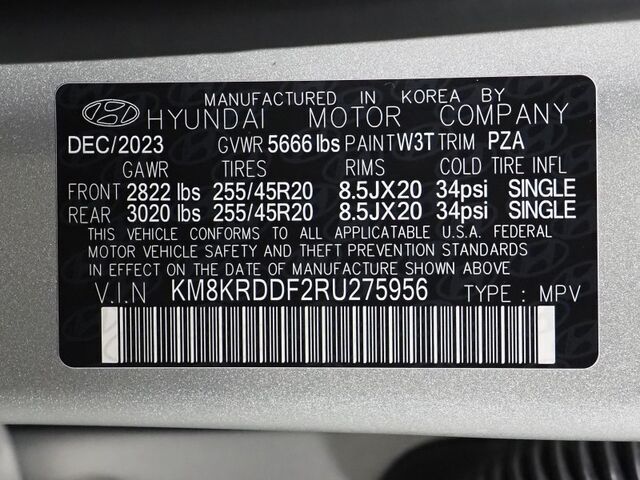 MANUFACTURED IN KOREA BY
HYUNDAI MOTOR COMPANY
DEC/2023 GVWR 5666 lbs PAINT W3T TRIM PZA
GAWR TIRES RIMS COLD TIRE INFL
FRONT 2822 lbs 255/45R20 8.5JX20 34psi SINGLE
REAR 3020 lbs 255/45R20 8.5JX20 34psi SINGLE
THIS VEHICLE CONFORMS TO ALL APPLICATABLE U.S.A. FEDERAL
MOTOR VEHICLE SAFETY AND THEFT PREVENTION STANDARDS
IN EFFECT ON THE DATE OF MANUFACTURE SHOWN ABOVE.
V.I.N KM8KRDDF2RU275956 TYPE : MPV